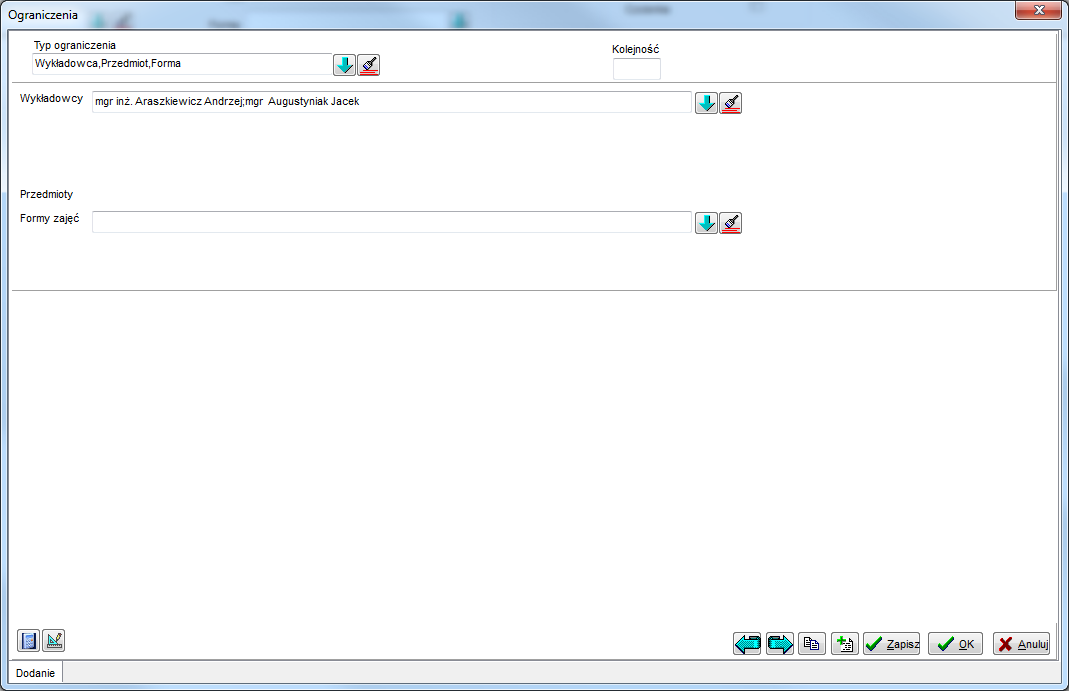 Ograniczenia
Typ ograniczenia
Kolejność
Wykładowca,Przedmiot,Forma
Wykładowcy
mgr inż. Araszkiewicz Andrzej;mgr  Augustyniak Jacek
Przedmioty
Formy zajęć
Zapisz
OK
Anuluj
Dodanie